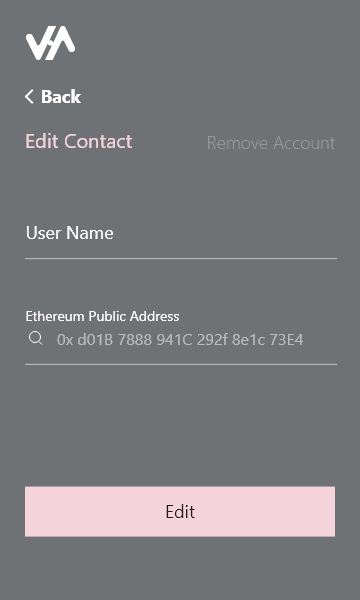 Back
Edit Contact
Remove Account
User Name
Ethereum Public Address
0x d01B 7888 941C 292f 8e1c 73E4
Edit